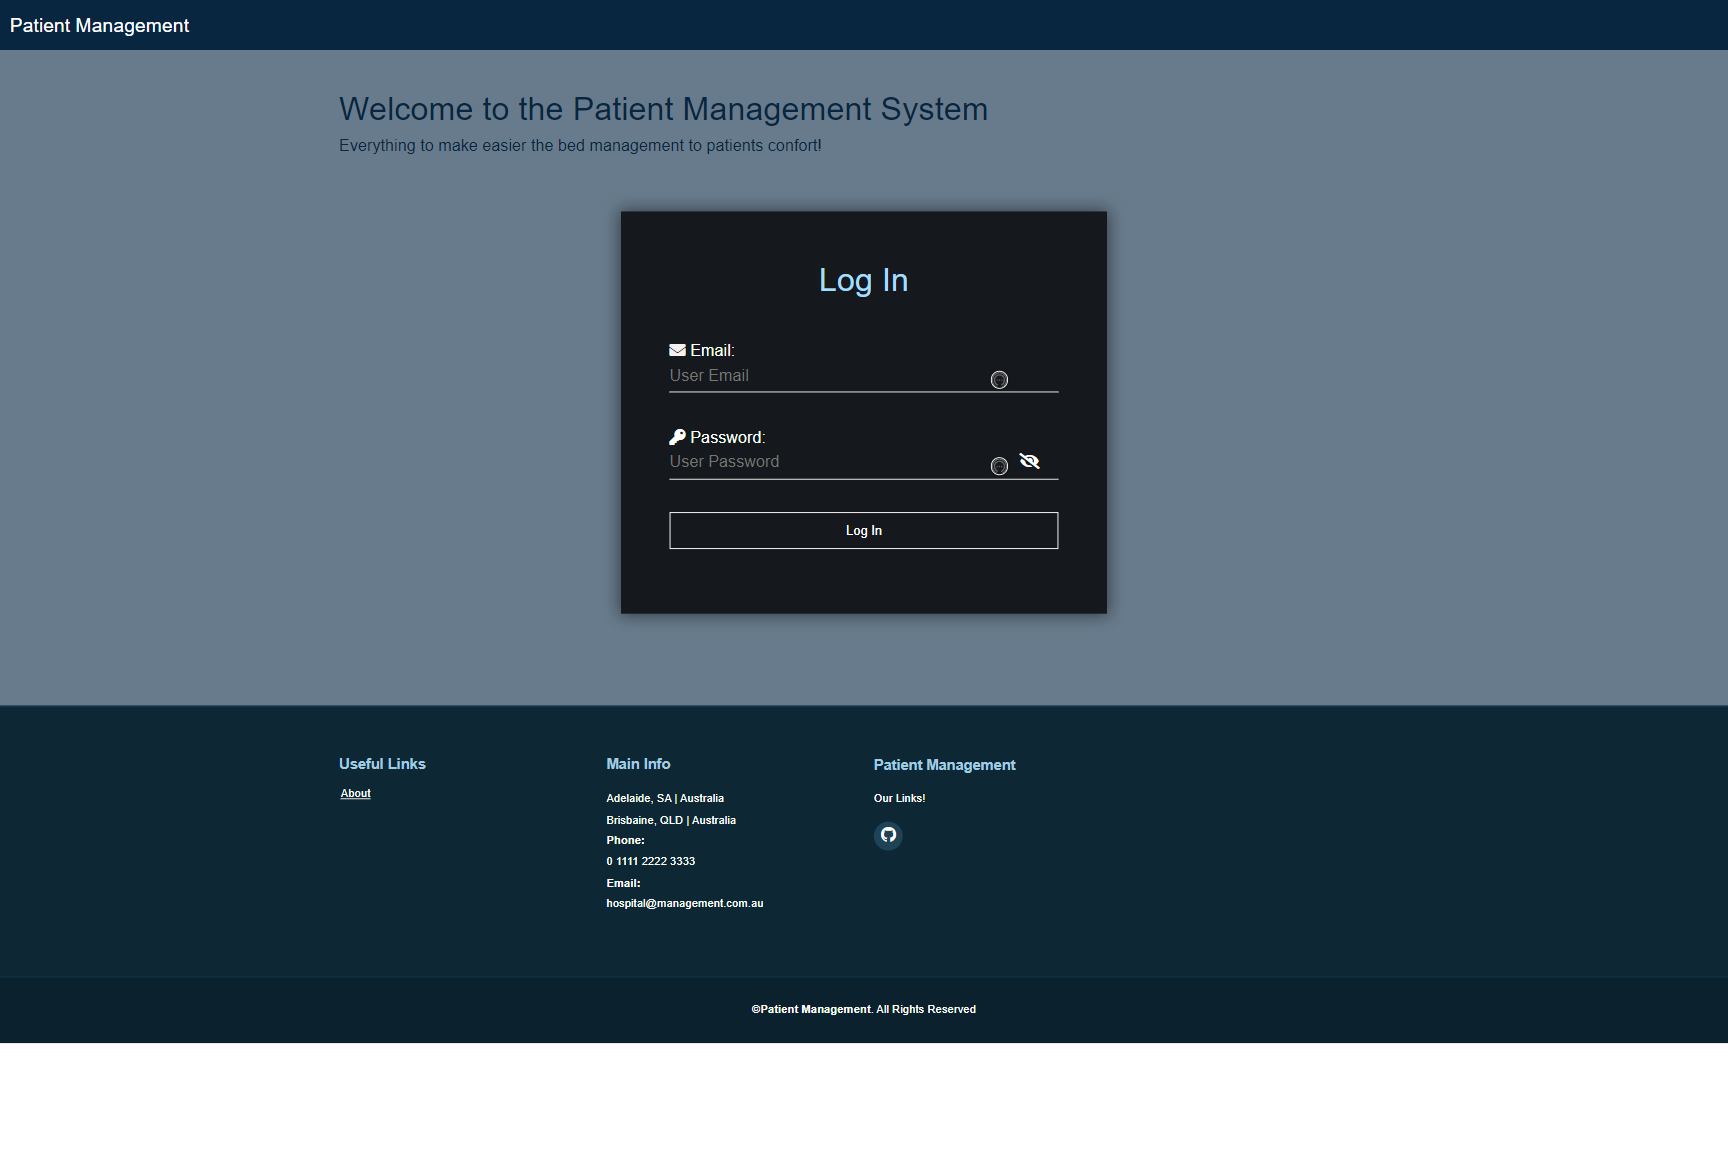 Patient Management
Welcome to the Patient Management System
Everything to make easier the bed management to patients confort!
Log In
Email:
User Email
Password:
User Password
Log In
Useful Links
About
Main Info
Adelaide, SA | Australia
Brisbaine, QLD | Australia
Phone:
0 1111 2222 3333
Email:
hospital@management.com.au
Patient Management
Our Links!
©Patient Management. All Rights Reserved